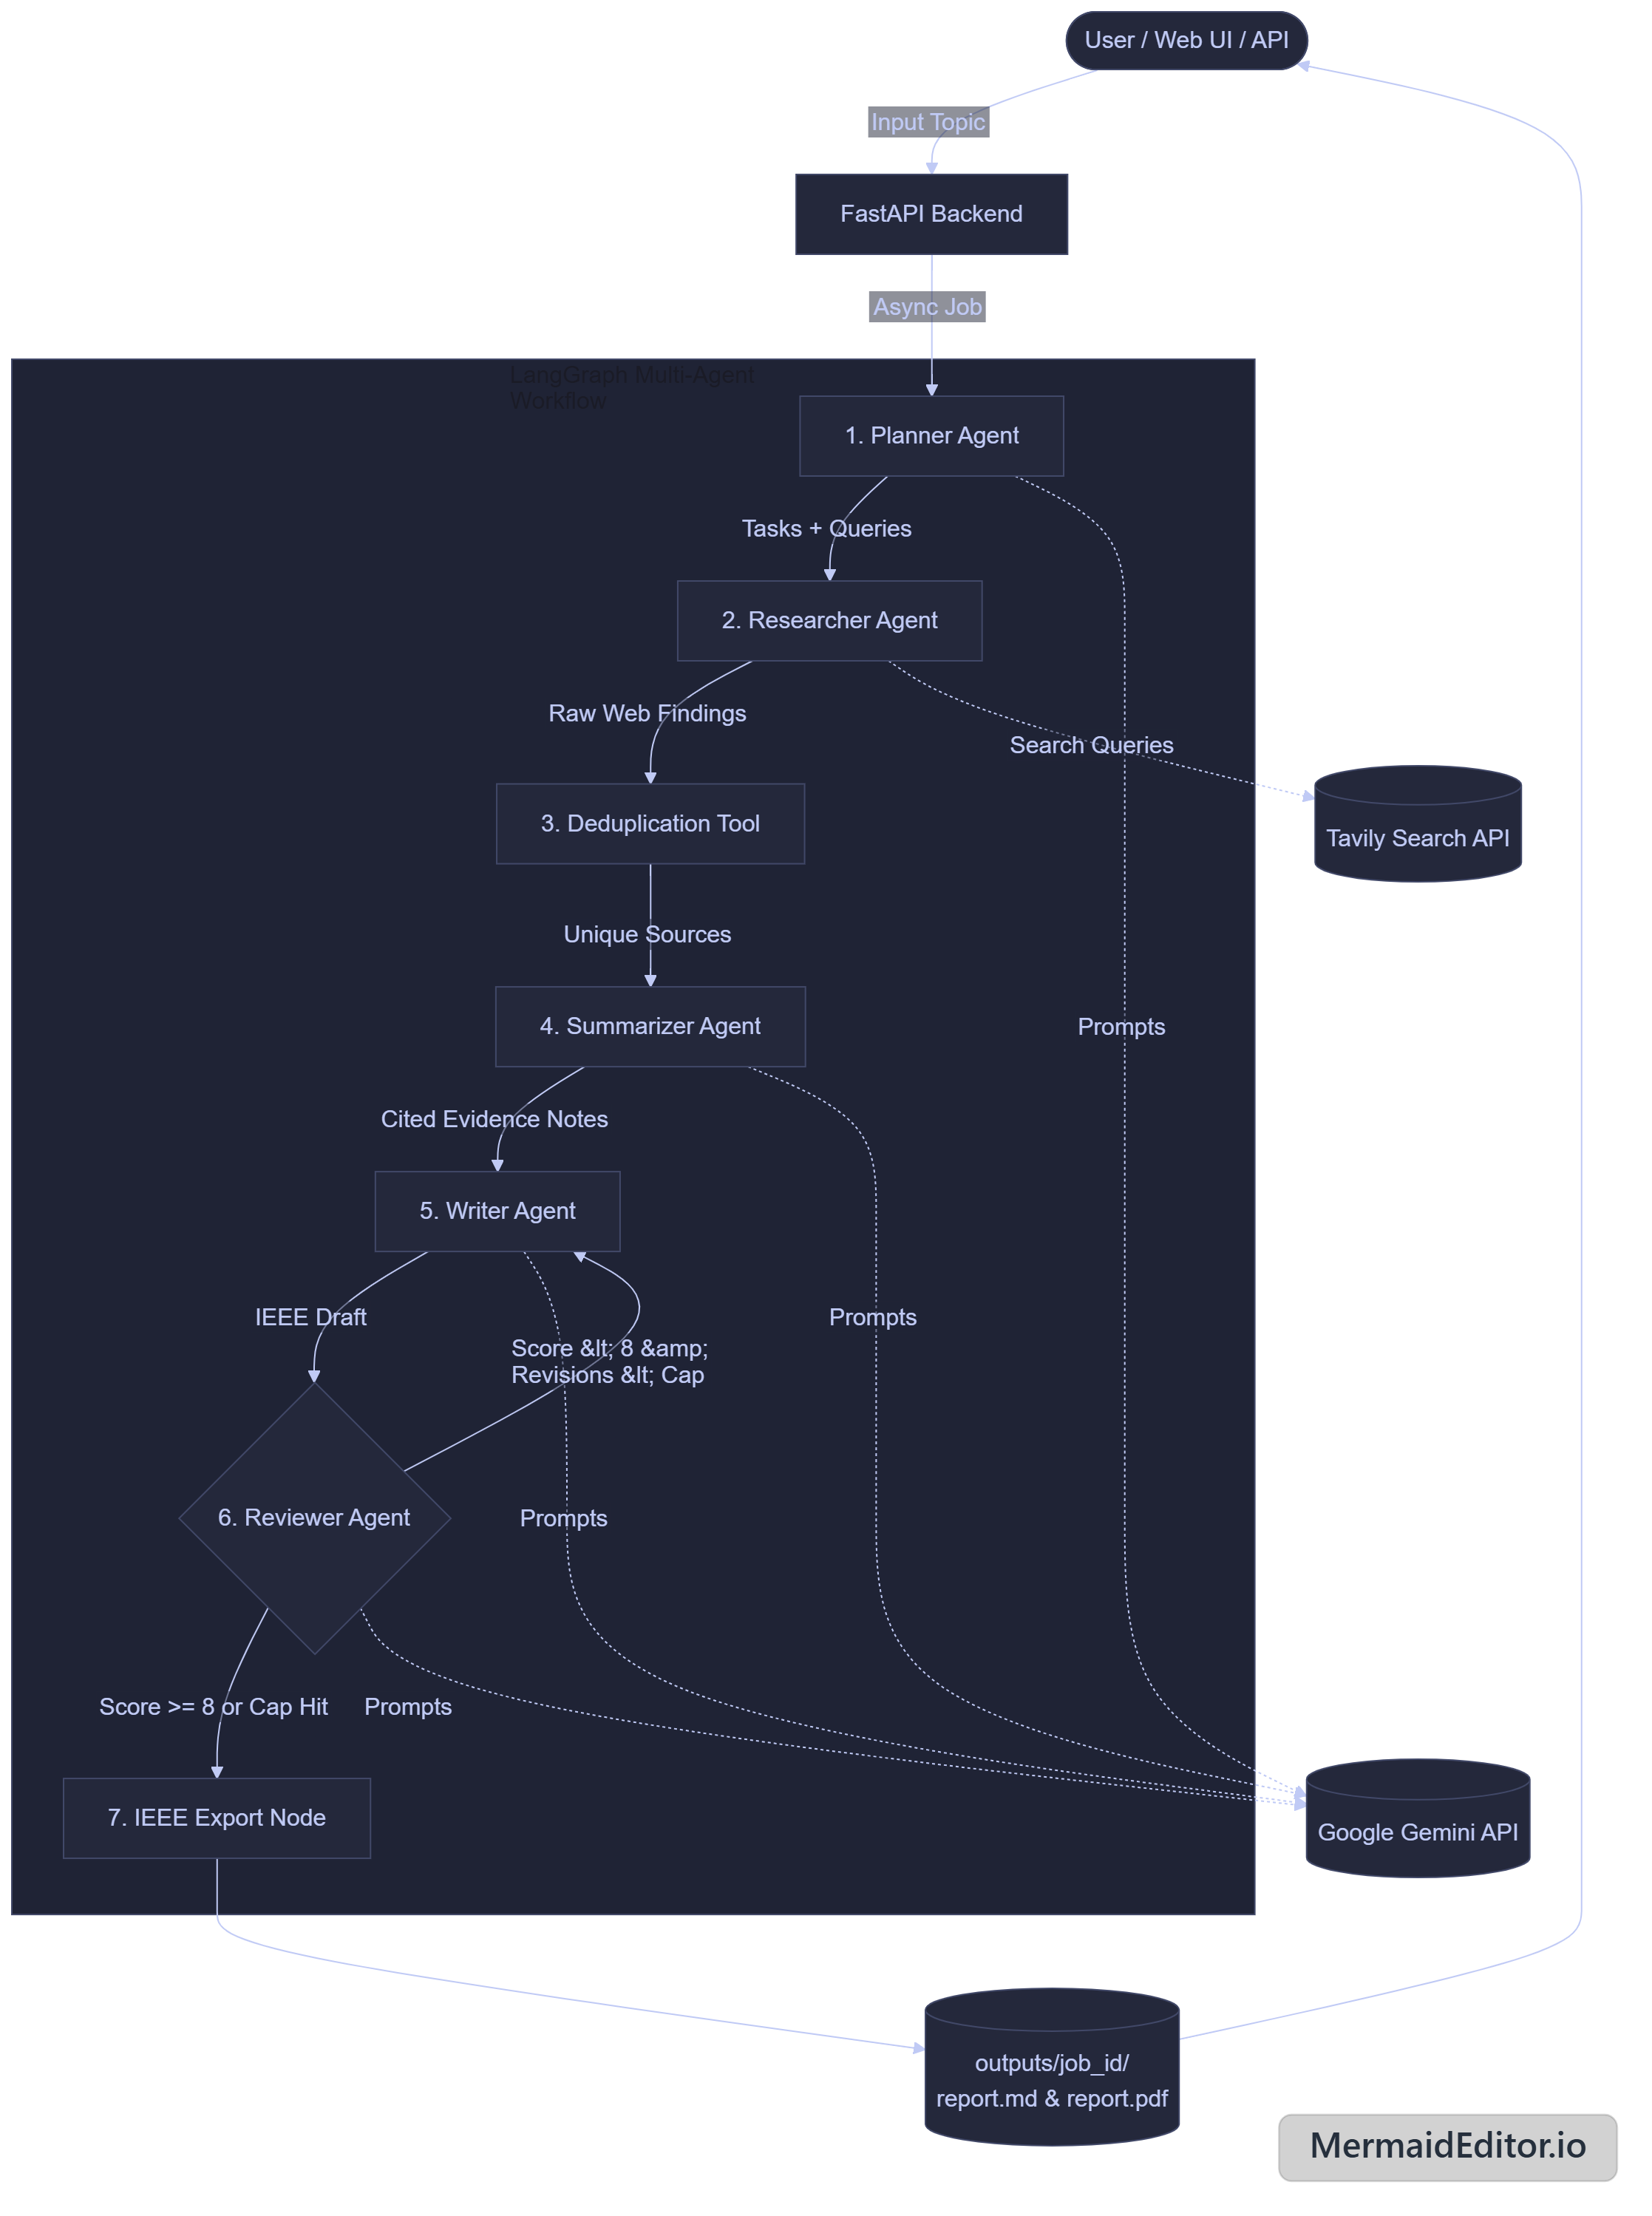 User / Web UI / API
Input Topic
FastAPI Backend
Async Job
LangGraph Multi-Agent
Workflow
1. Planner Agent
Tasks + Queries
2. Researcher Agent
Raw Web Findings
Search Queries
3. Deduplication Tool
Tavily Search API
Unique Sources
4. Summarizer Agent
Prompts
Cited Evidence Notes
5. Writer Agent
IEEE Draft
Score &lt; 8 &amp;
Revisions &lt; Cap
Prompts
6. Reviewer Agent
Prompts
Score >= 8 or Cap Hit
Prompts
7. IEEE Export Node
Google Gemini API
outputs/job_id/
report.md & report.pdf
MermaidEditor.io